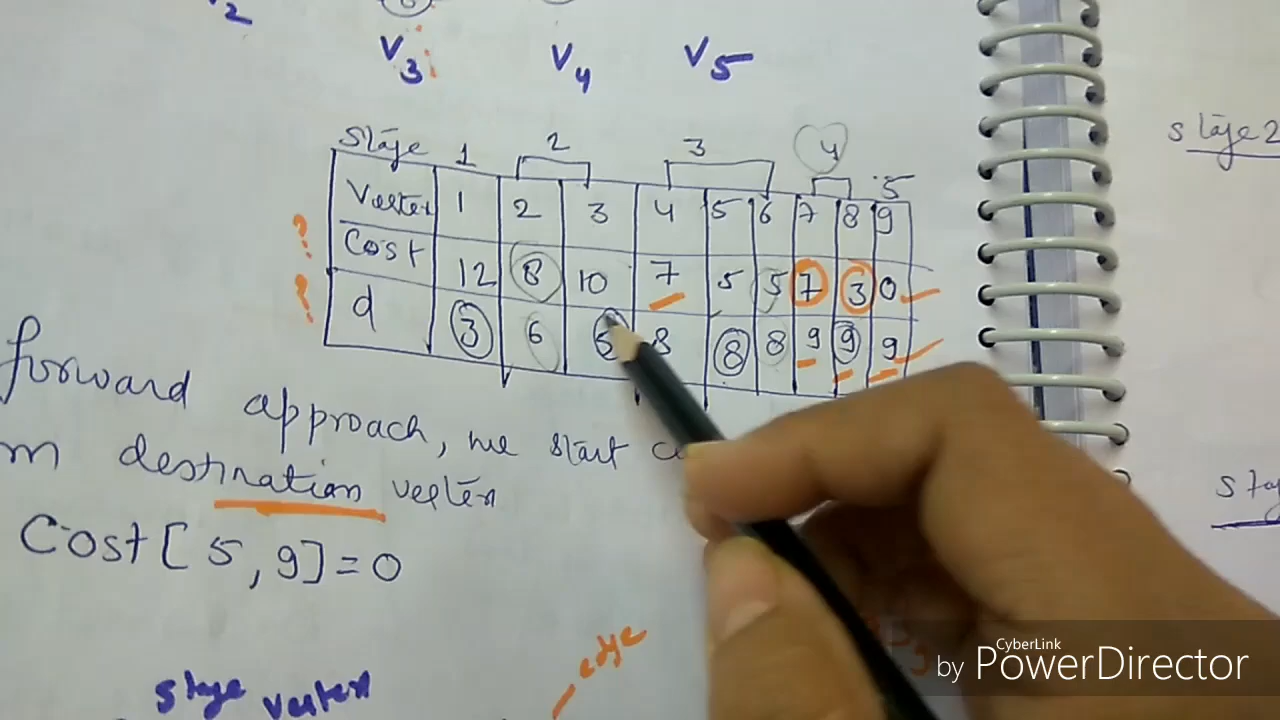 V2
V3 V4 V5
Stage 1 2 3 4 5
Vertex 1 2 3 4 5 6 7 8 9
Cost 12 8 10 7 5 5 7 3 0
d 3 6 5 8 8 8 9 9 9
? ?
forward approach, we start
destination vertex
Cost[5,9]=0
edge
stage vertex
stage 2
CyberLink
by PowerDirector